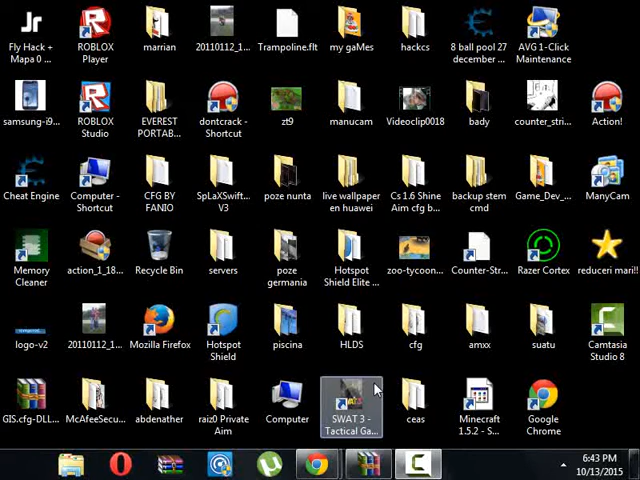 Fly Hack +
Mapa 0 ...
ROBLOX
Player
marrian
20110112_1...
Trampoline.flt
my gaMes
hackcs
8 ball pool 27
december ...
AVG 1-Click
Maintenance
samsung-i9...
ROBLOX
Studio
EVEREST
PORTAB...
dontcrack -
Shortcut
zt9
manucam
Videoclip0018
bady
counter_stri...
Action!
Cheat Engine
Computer -
Shortcut
CFG BY
FANIO
SpLaXSwift...
V3
poze nunta
live wallpaper
en huawei
Cs 1.6 Shine
Aim cfg b...
backup stem
cmd
Game_Dev_...
ManyCam
Memory
Cleaner
action_1_18...
Recycle Bin
servers
poze
germania
Hotspot
Shield Elite ...
zoo-tycoon...
Counter-Str...
Razer Cortex
reduceri mari!!
logo-v2
20110112_1...
Mozilla Firefox
Hotspot
Shield
piscina
HLDS
cfg
amxx
suatu
Camtasia
Studio 8
GIS.cfg-DLL...
McAfeeSecu...
abdenather
raiz0 Private
Aim
Computer
SWAT 3 -
Tactical Ga...
ceas
Minecraft
1.5.2 - S...
Google
Chrome
6:43 PM
10/13/2015